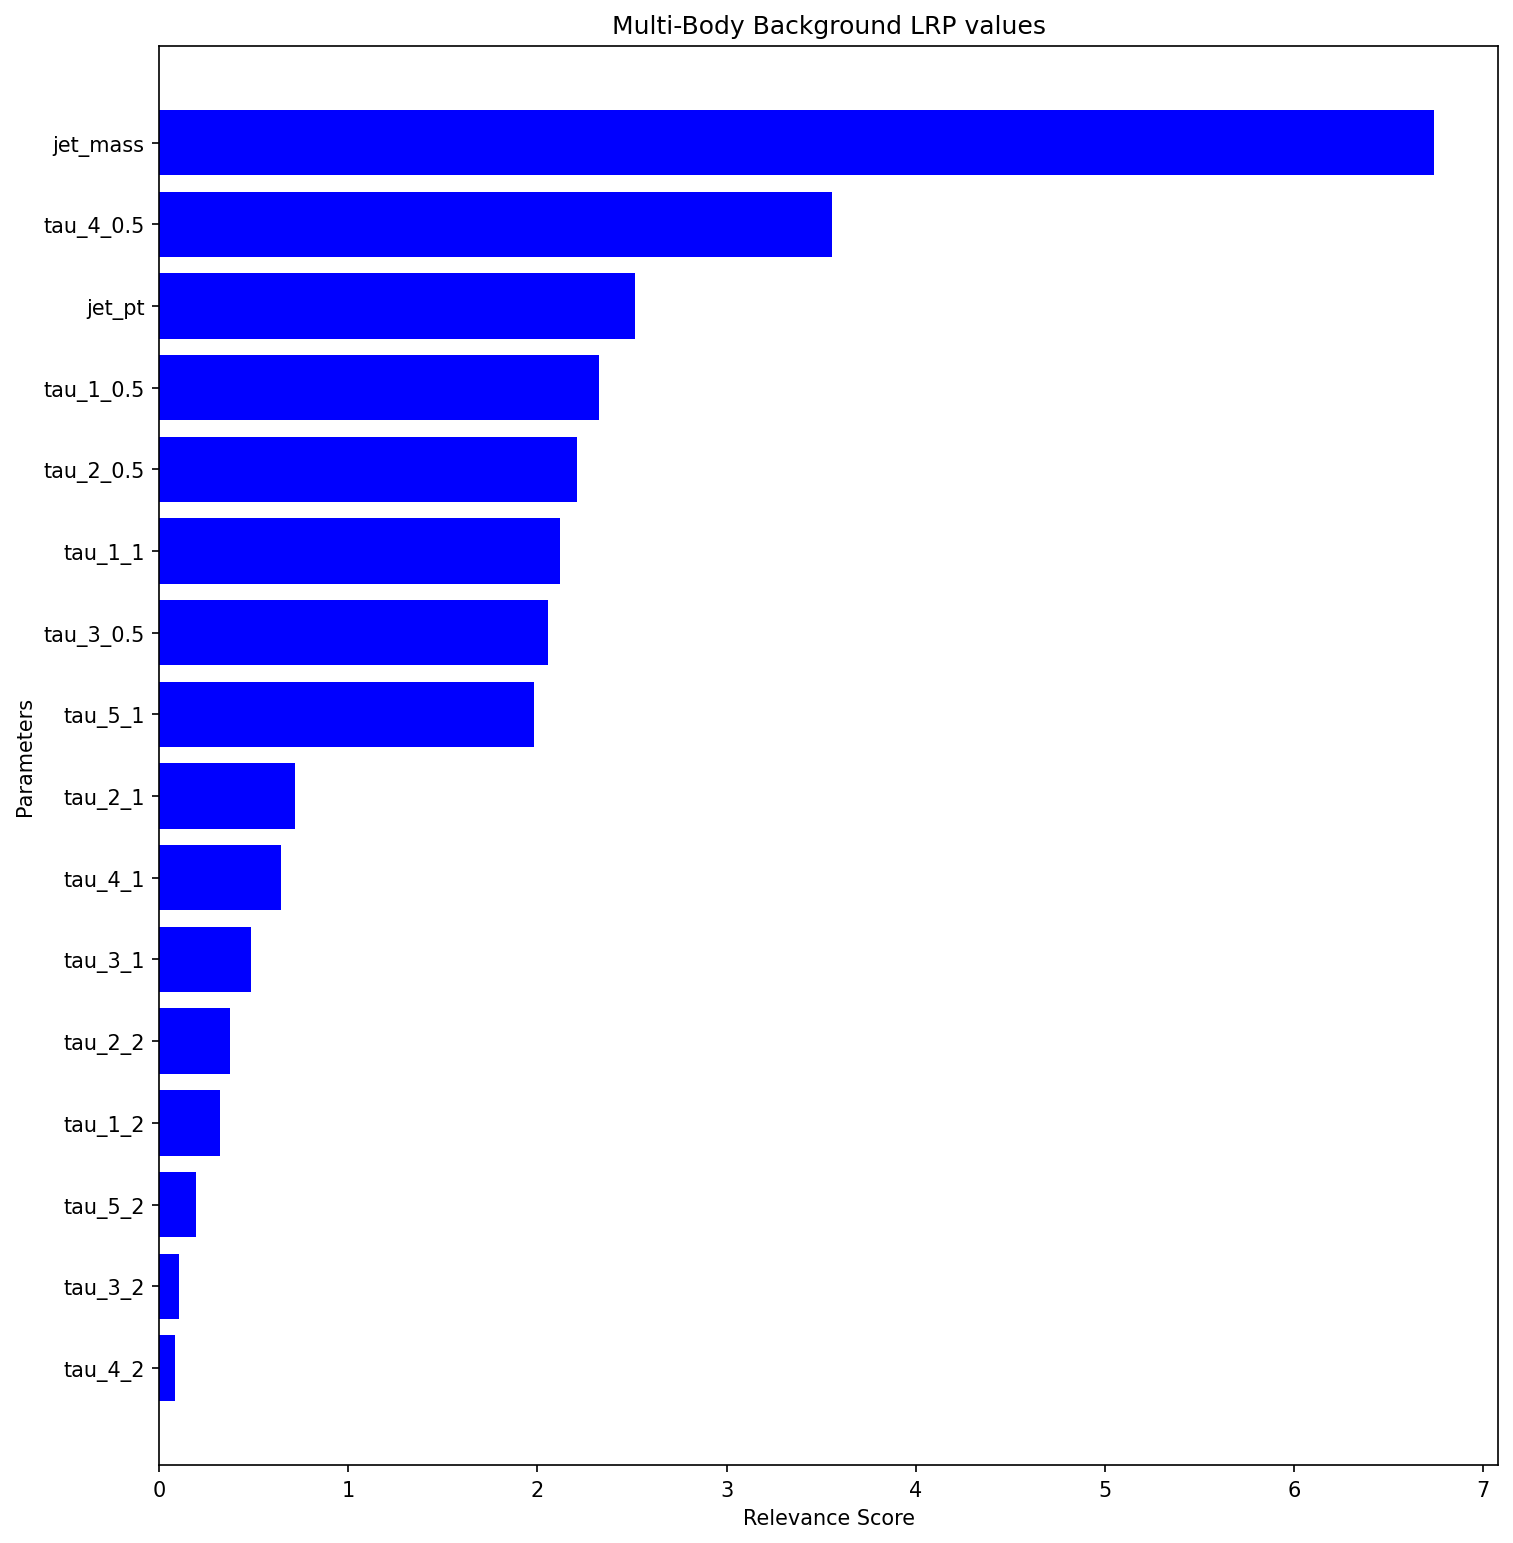 Multi-Body Background LRP values
jet_mass
tau_4_0.5
jet_pt
tau_1_0.5
tau_2_0.5
tau_1_1
tau_3_0.5
tau_5_1
tau_2_1
tau_4_1
tau_3_1
tau_2_2
tau_1_2
tau_5_2
tau_3_2
tau_4_2
Parameters
0 1 2 3 4 5 6 7
Relevance Score